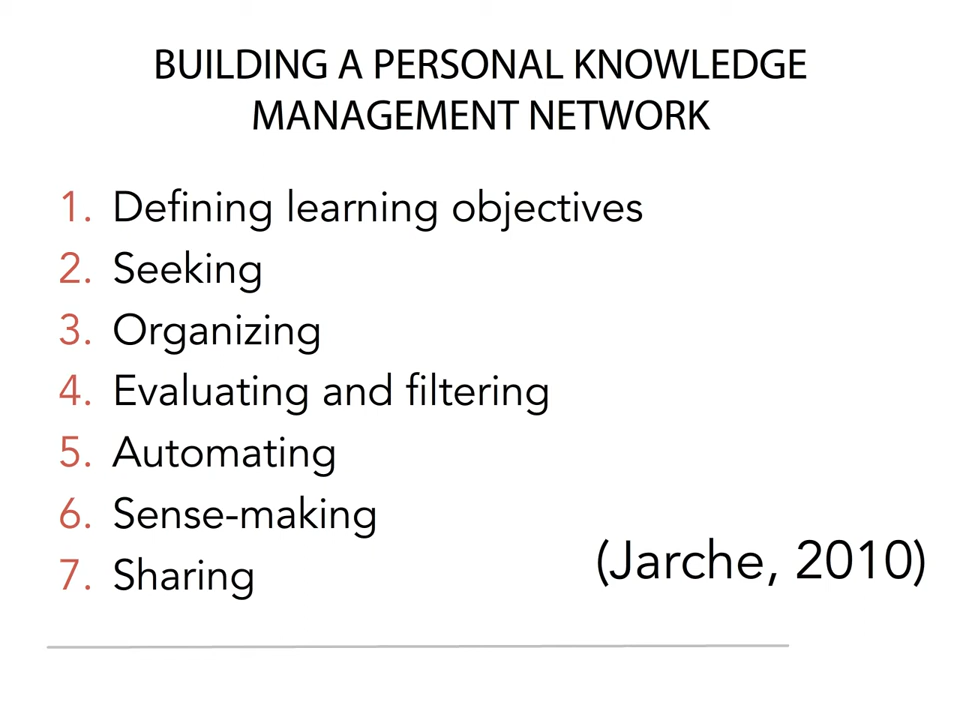 BUILDING A PERSONAL KNOWLEDGE
MANAGEMENT NETWORK
1. Defining learning objectives
2. Seeking
3. Organizing
4. Evaluating and filtering
5. Automating
6. Sense-making
7. Sharing
(Jarche, 2010)